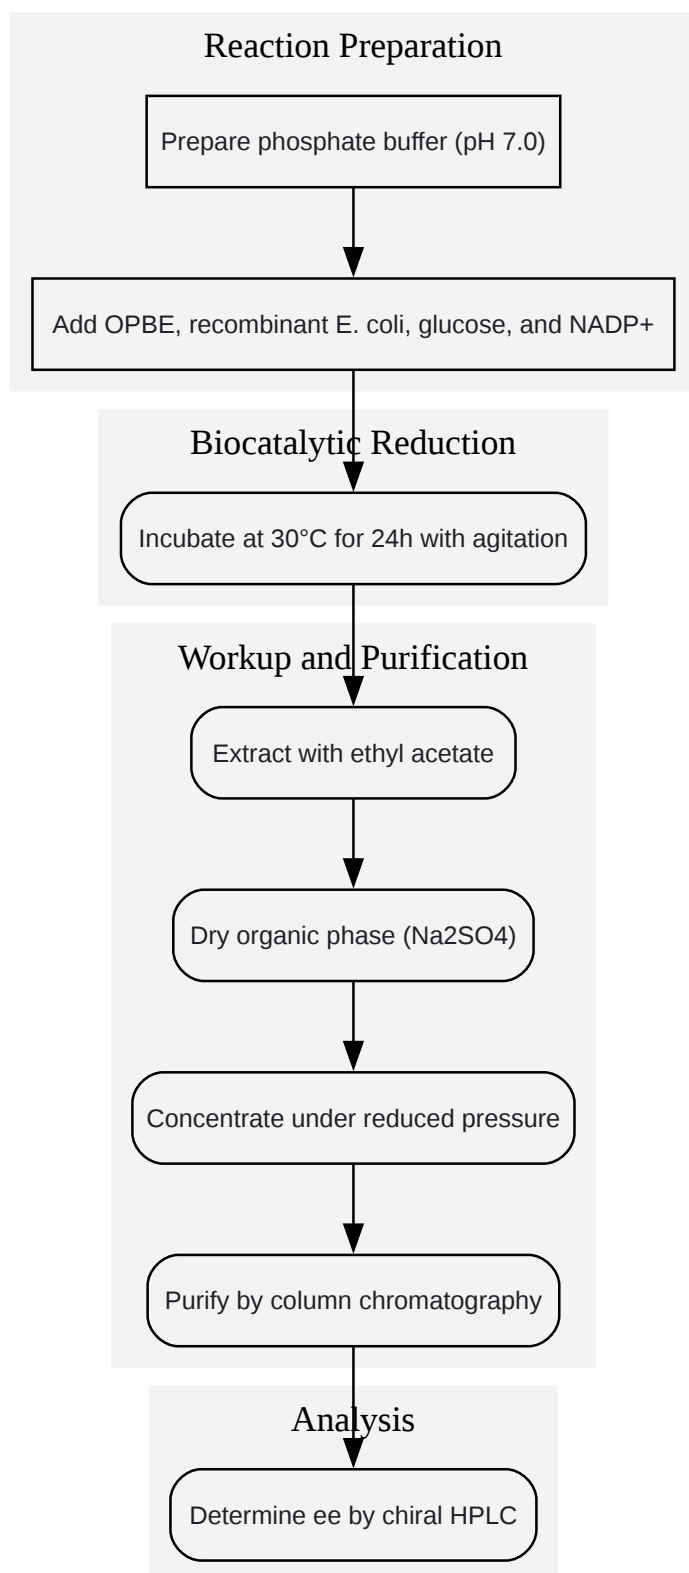 Reaction Preparation
Prepare phosphate buffer (pH 7.0)
Add OPBE, recombinant E. coli, glucose, and NADP+
Biocatalytic Reduction
Incubate at 30°C for 24h with agitation
Workup and Purification
Extract with ethyl acetate
Dry organic phase (Na2SO4)
Concentrate under reduced pressure
Purify by column chromatography
Analysis
Determine ee by chiral HPLC